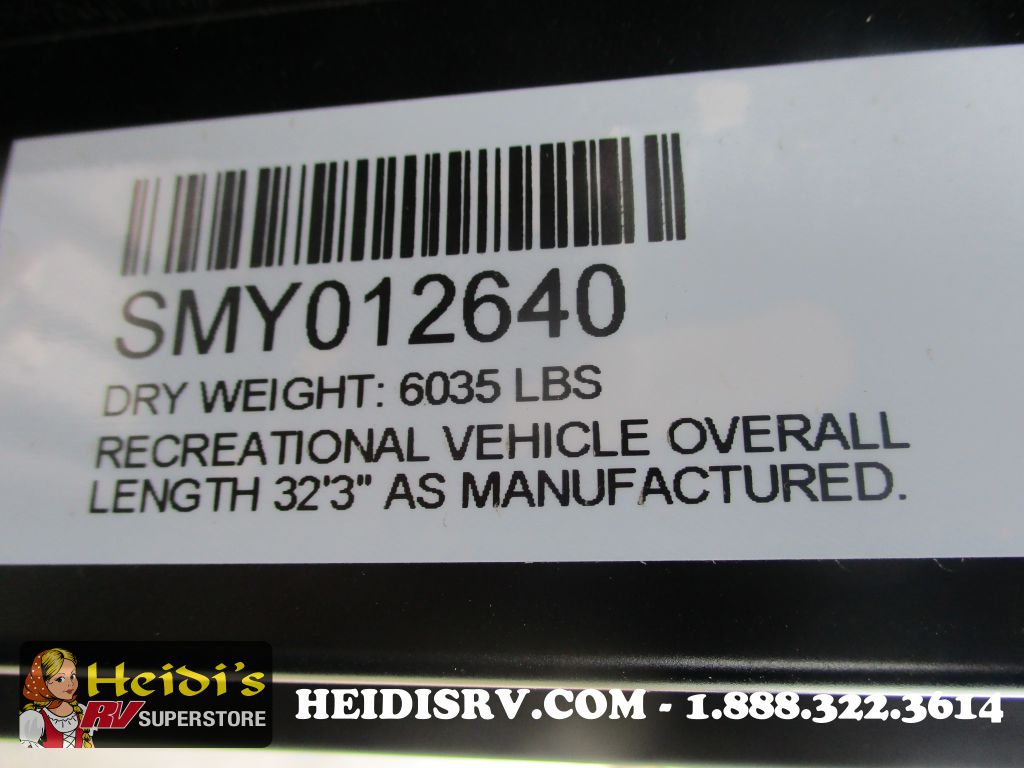 SMY012640
DRY WEIGHT: 6035 LBS
RECREATIONAL VEHICLE OVERALL
LENGTH 32'3" AS MANUFACTURED.
Heidi's
RV SUPERSTORE
HEIDISRV.COM - 1.888.322.3614